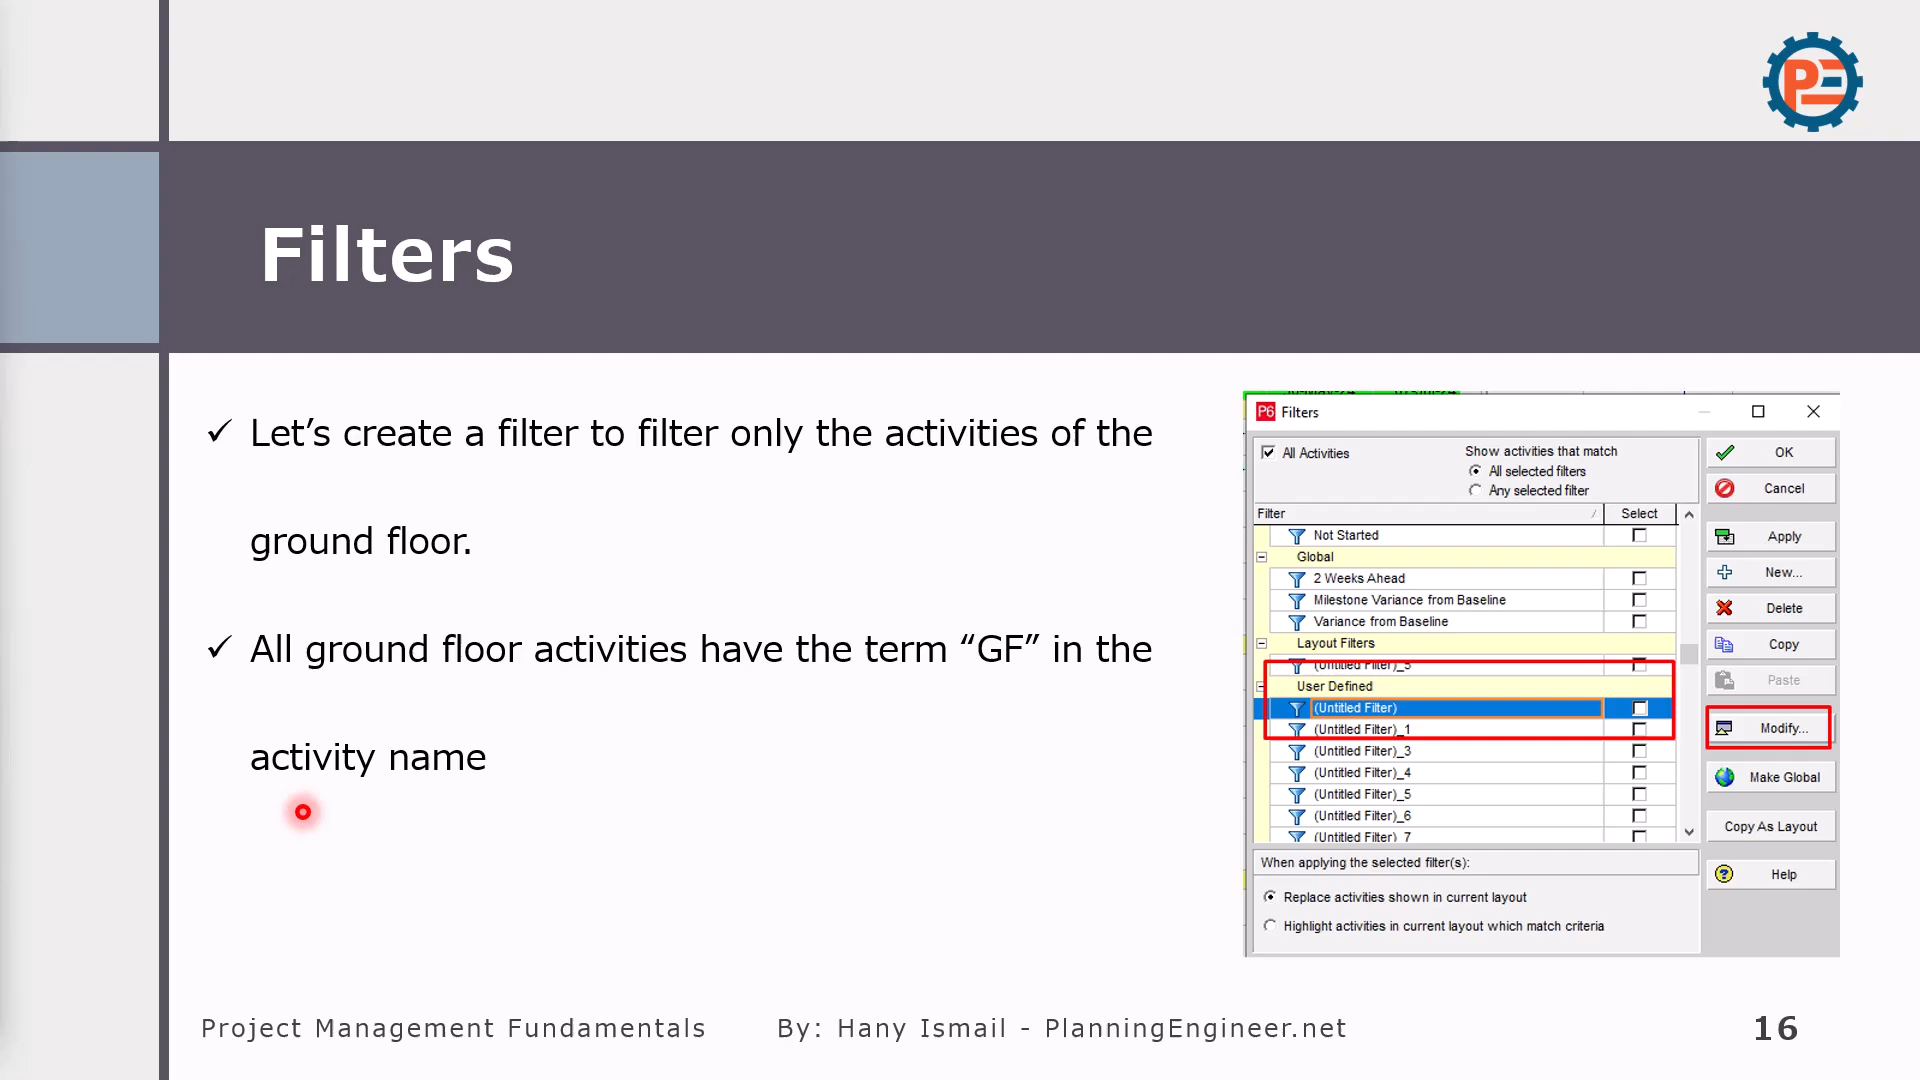 PE
Filters
✓ Let’s create a filter to filter only the activities of the
ground floor.
✓ All ground floor activities have the term “GF” in the
activity name
P6 Filters
All Activities
Show activities that match
All selected filters
Any selected filter
Filter
Select
Not Started
Global
2 Weeks Ahead
Milestone Variance from Baseline
Variance from Baseline
Layout Filters
(Untitled Filter)_5
User Defined
(Untitled Filter)
(Untitled Filter)_1
(Untitled Filter)_3
(Untitled Filter)_4
(Untitled Filter)_5
(Untitled Filter)_6
(Untitled Filter)_7
When applying the selected filter(s):
Replace activities shown in current layout
Highlight activities in current layout which match criteria
OK
Cancel
Apply
New...
Delete
Copy
Paste
Modify...
Make Global
Copy As Layout
Help
Project Management Fundamentals
By: Hany Ismail - PlanningEngineer.net
16